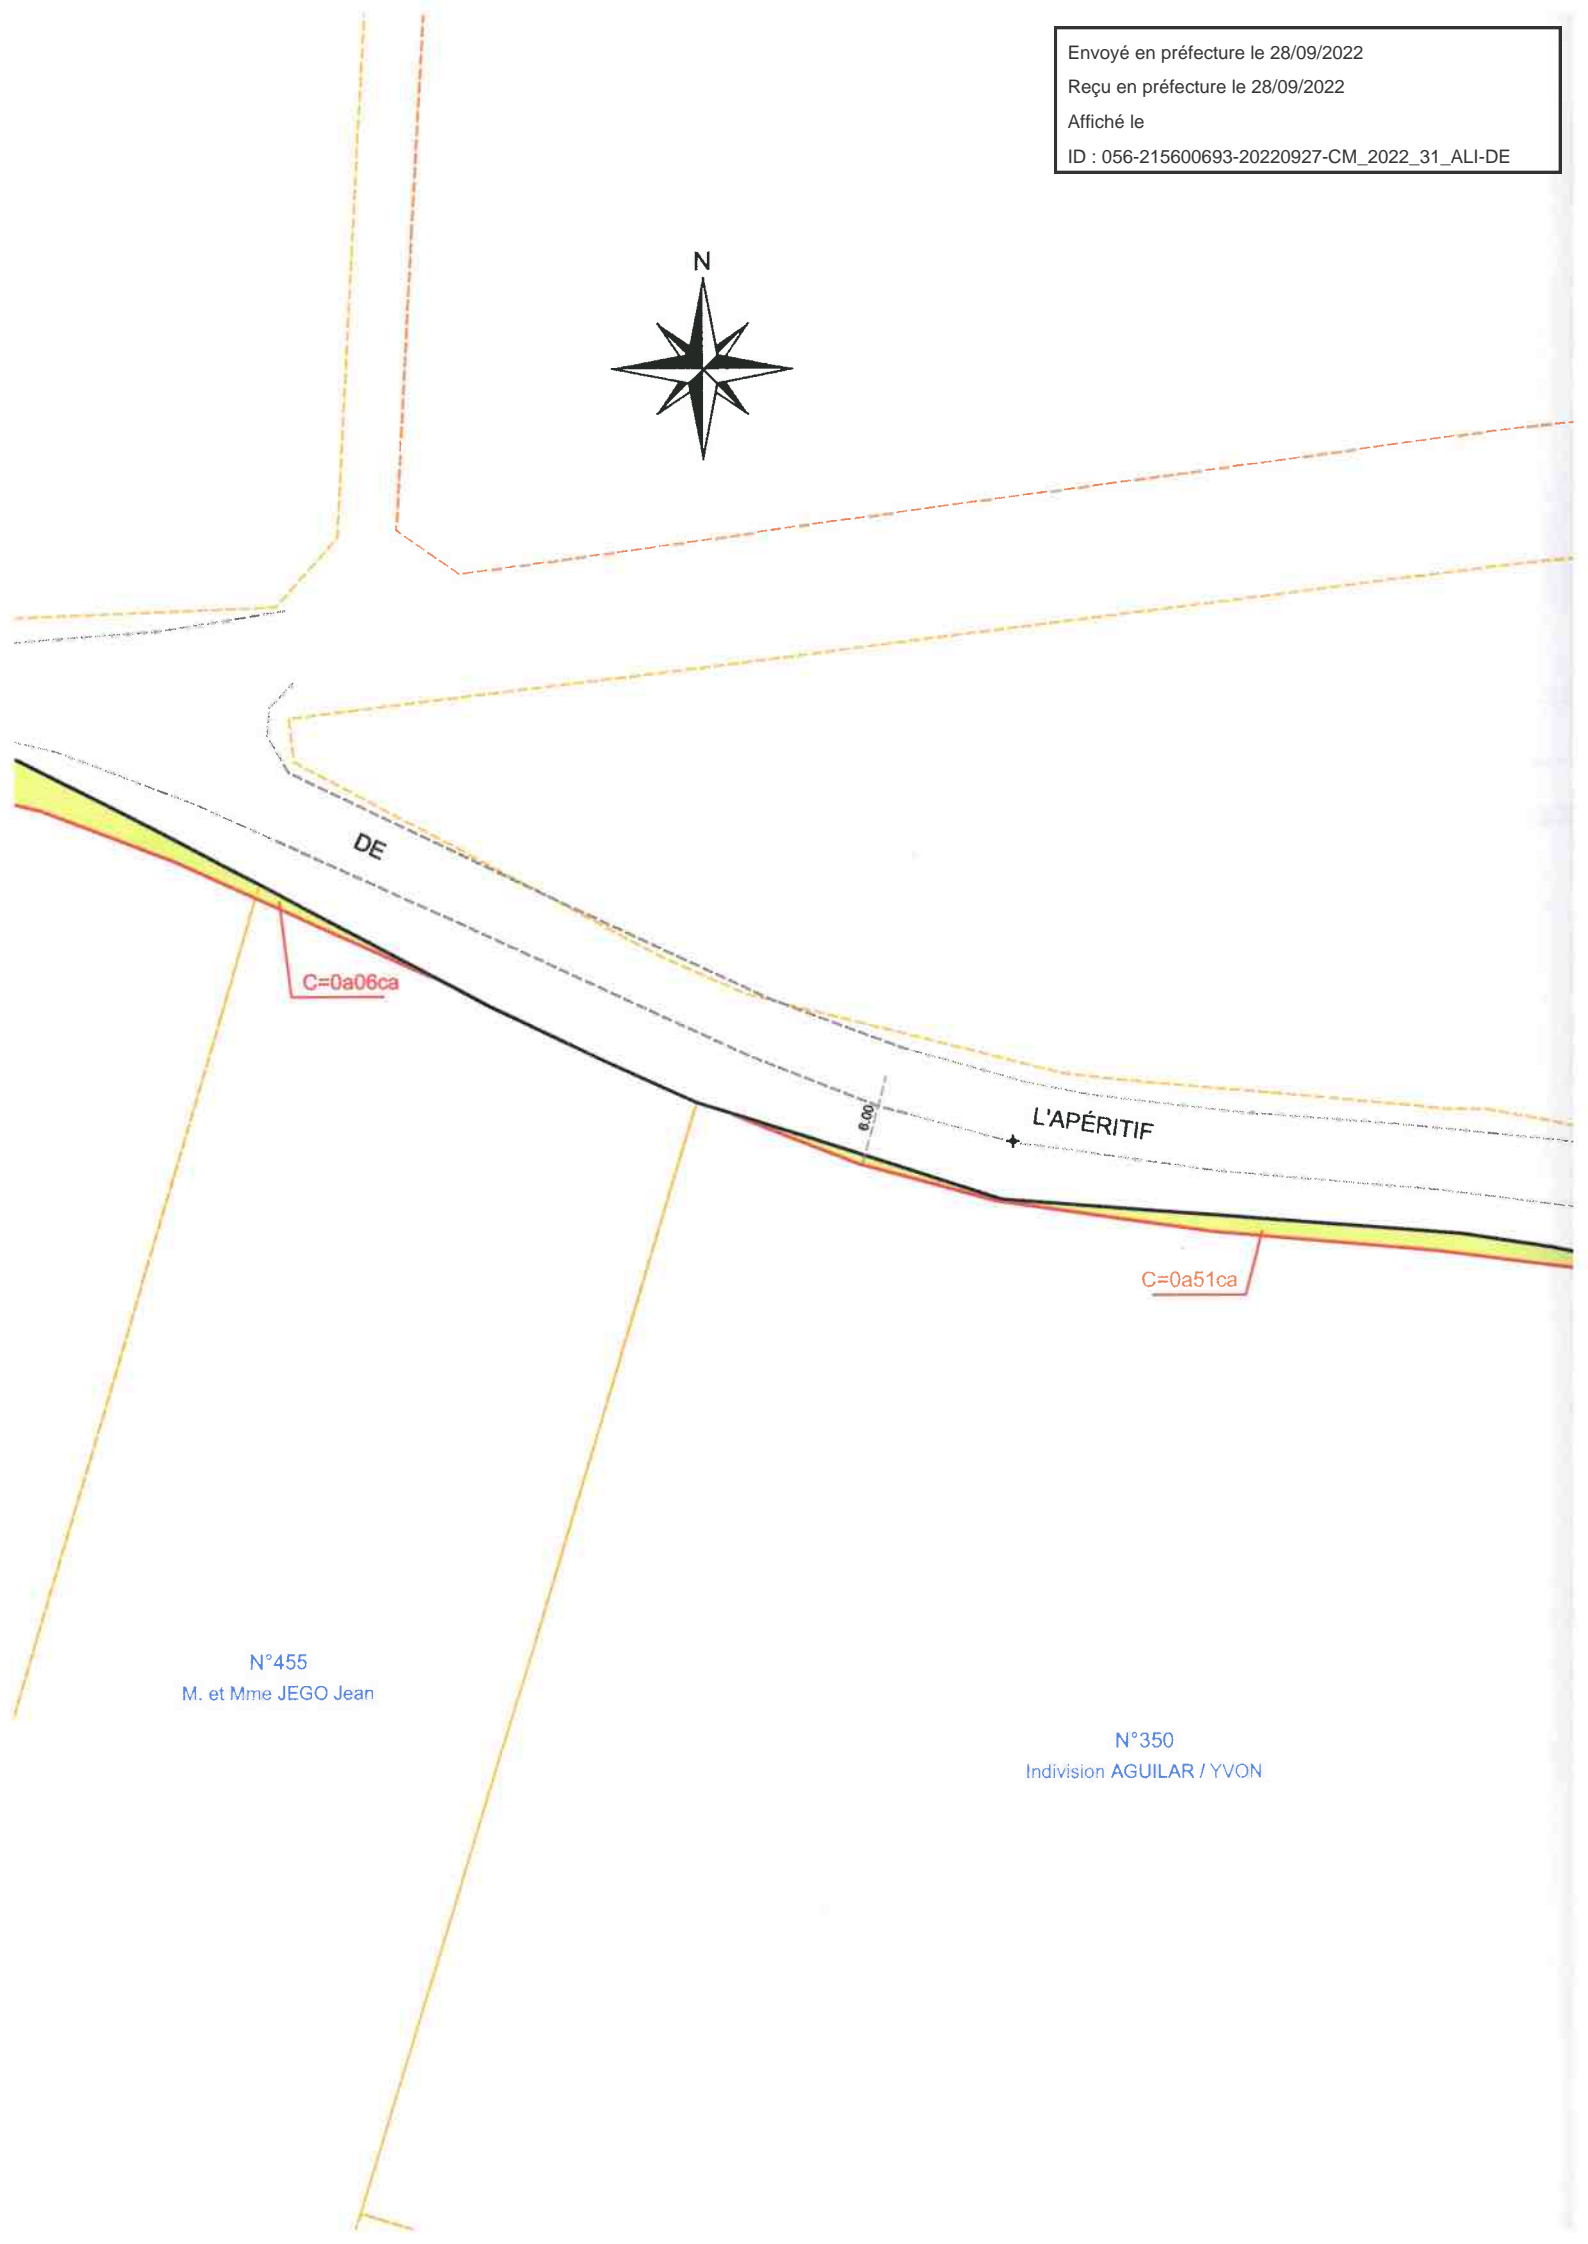 Envoyé en préfecture le 28/09/2022
Reçu en préfecture le 28/09/2022
Affiché le
ID : 056-215600693-20220927-CM_2022_31_ALI-DE
N
DE
C=0a06ca
6.00
L'APÉRITIF
C=0a51ca
N°455
M. et Mme JEGO Jean
N°350
Indivision AGUILAR / YVON